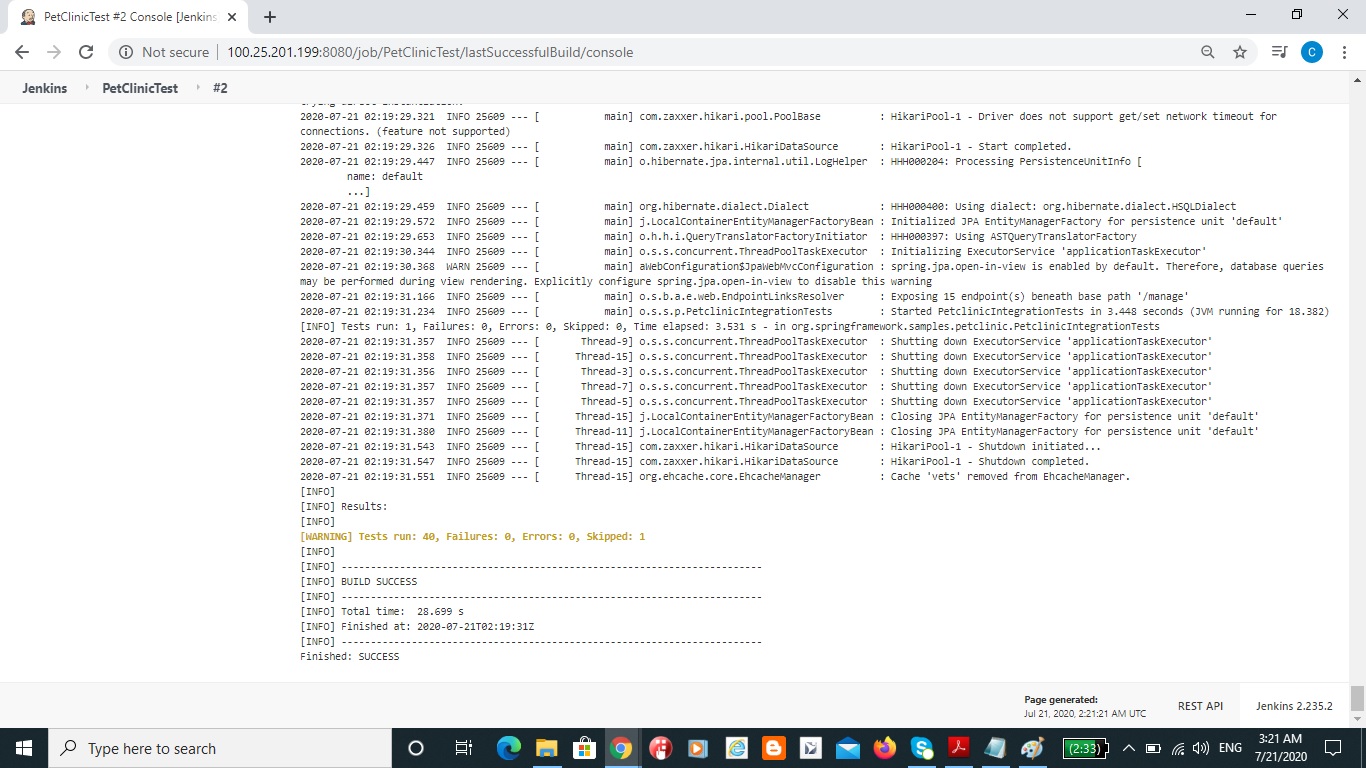 PetClinicTest #2 Console [Jenkins
Not secure
100.25.201.199:8080/job/PetClinicTest/lastSuccessfulBuild/console
C
Jenkins PetClinicTest #2
2020-07-21 02:19:29.321  INFO 25609 --- [           main] com.zaxxer.hikari.pool.PoolBase          : HikariPool-1 - Driver does not support get/set network timeout for
connections. (feature not supported)
2020-07-21 02:19:29.326  INFO 25609 --- [           main] com.zaxxer.hikari.HikariDataSource       : HikariPool-1 - Start completed.
2020-07-21 02:19:29.447  INFO 25609 --- [           main] o.hibernate.jpa.internal.util.LogHelper  : HHH000204: Processing PersistenceUnitInfo [
name: default
...]
2020-07-21 02:19:29.459  INFO 25609 --- [           main] org.hibernate.dialect.Dialect            : HHH000400: Using dialect: org.hibernate.dialect.HSQLDialect
2020-07-21 02:19:29.572  INFO 25609 --- [           main] j.LocalContainerEntityManagerFactoryBean : Initialized JPA EntityManagerFactory for persistence unit 'default'
2020-07-21 02:19:29.653  INFO 25609 --- [           main] o.h.h.i.QueryTranslatorFactoryInitiator  : HHH000397: Using ASTQueryTranslatorFactory
2020-07-21 02:19:30.344  INFO 25609 --- [           main] o.s.s.concurrent.ThreadPoolTaskExecutor  : Initializing ExecutorService 'applicationTaskExecutor'
2020-07-21 02:19:30.368  WARN 25609 --- [           main] aWebConfiguration$JpaWebMvcConfiguration : spring.jpa.open-in-view is enabled by default. Therefore, database queries
may be performed during view rendering. Explicitly configure spring.jpa.open-in-view to disable this warning
2020-07-21 02:19:31.166  INFO 25609 --- [           main] o.s.b.a.e.web.EndpointLinksResolver      : Exposing 15 endpoint(s) beneath base path '/manage'
2020-07-21 02:19:31.234  INFO 25609 --- [           main] o.s.s.p.PetclinicIntegrationTests        : Started PetclinicIntegrationTests in 3.448 seconds (JVM running for 18.382)
[INFO] Tests run: 1, Failures: 0, Errors: 0, Skipped: 0, Time elapsed: 3.531 s - in org.springframework.samples.petclinic.PetclinicIntegrationTests
2020-07-21 02:19:31.357  INFO 25609 --- [       Thread-9] o.s.s.concurrent.ThreadPoolTaskExecutor  : Shutting down ExecutorService 'applicationTaskExecutor'
2020-07-21 02:19:31.358  INFO 25609 --- [      Thread-15] o.s.s.concurrent.ThreadPoolTaskExecutor  : Shutting down ExecutorService 'applicationTaskExecutor'
2020-07-21 02:19:31.356  INFO 25609 --- [       Thread-3] o.s.s.concurrent.ThreadPoolTaskExecutor  : Shutting down ExecutorService 'applicationTaskExecutor'
2020-07-21 02:19:31.357  INFO 25609 --- [       Thread-7] o.s.s.concurrent.ThreadPoolTaskExecutor  : Shutting down ExecutorService 'applicationTaskExecutor'
2020-07-21 02:19:31.357  INFO 25609 --- [       Thread-5] o.s.s.concurrent.ThreadPoolTaskExecutor  : Shutting down ExecutorService 'applicationTaskExecutor'
2020-07-21 02:19:31.371  INFO 25609 --- [      Thread-15] j.LocalContainerEntityManagerFactoryBean : Closing JPA EntityManagerFactory for persistence unit 'default'
2020-07-21 02:19:31.380  INFO 25609 --- [      Thread-11] j.LocalContainerEntityManagerFactoryBean : Closing JPA EntityManagerFactory for persistence unit 'default'
2020-07-21 02:19:31.543  INFO 25609 --- [      Thread-15] com.zaxxer.hikari.HikariDataSource       : HikariPool-1 - Shutdown initiated...
2020-07-21 02:19:31.547  INFO 25609 --- [      Thread-15] com.zaxxer.hikari.HikariDataSource       : HikariPool-1 - Shutdown completed.
2020-07-21 02:19:31.551  INFO 25609 --- [      Thread-15] org.ehcache.core.EhcacheManager          : Cache 'vets' removed from EhcacheManager.
[INFO]
[INFO] Results:
[INFO]
[WARNING] Tests run: 40, Failures: 0, Errors: 0, Skipped: 1
[INFO]
[INFO] ------------------------------------------------------------------------
[INFO] BUILD SUCCESS
[INFO] ------------------------------------------------------------------------
[INFO] Total time:  28.699 s
[INFO] Finished at: 2020-07-21T02:19:31Z
[INFO] ------------------------------------------------------------------------
Finished: SUCCESS
Page generated:
Jul 21, 2020, 2:21:21 AM UTC
REST API
Jenkins 2.235.2
Type here to search
(2:33)
ENG
3:21 AM
7/21/2020